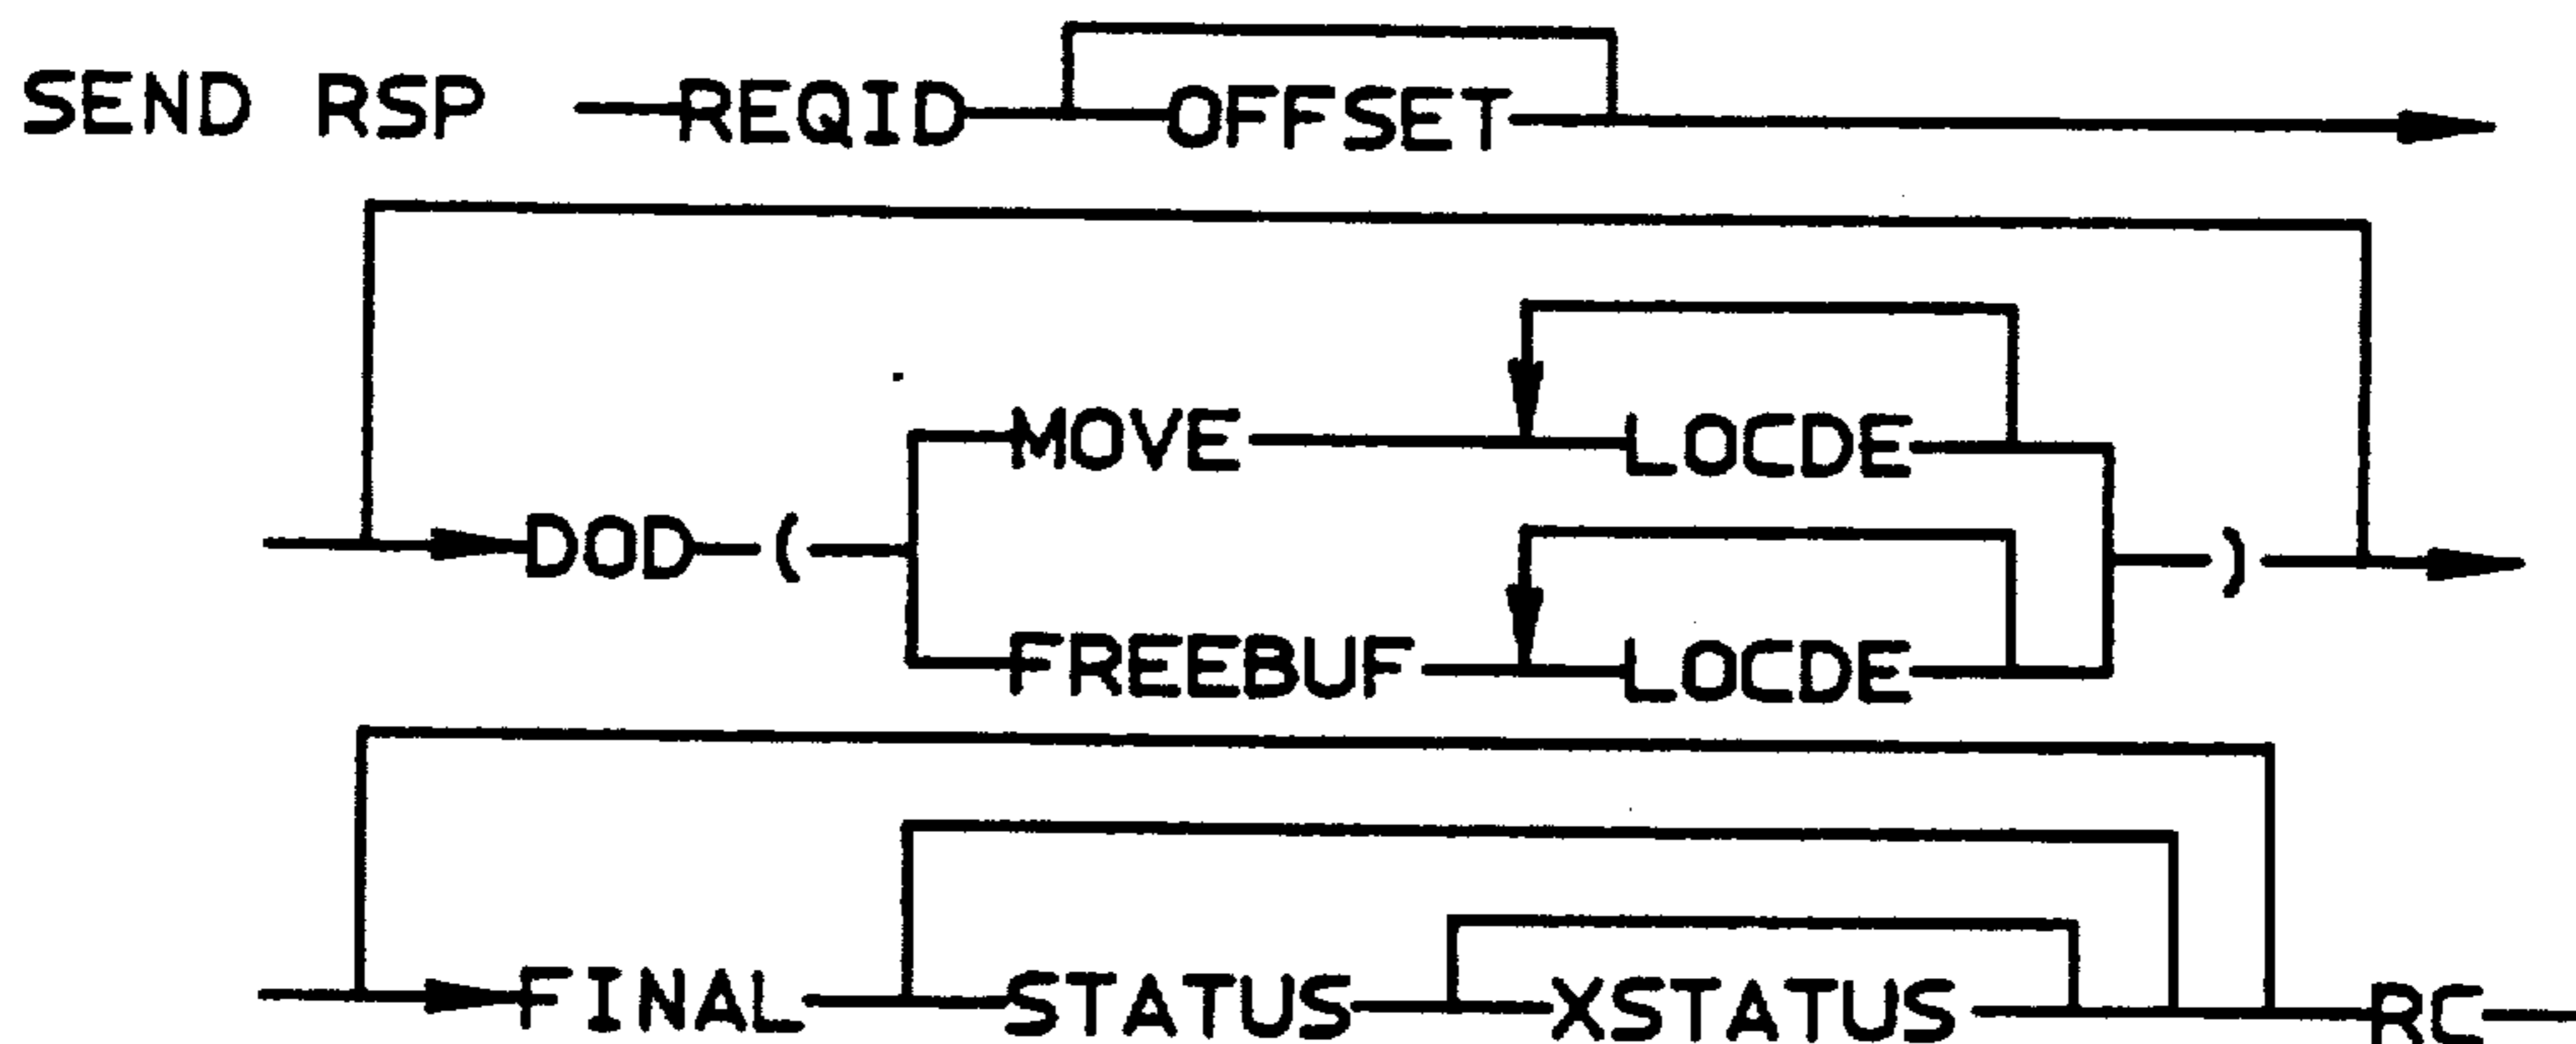 SEND RSP REQID OFFSET
MOVE LOCDE
DOD ( )
FREEBUF LOCDE
FINAL STATUS XSTATUS RC